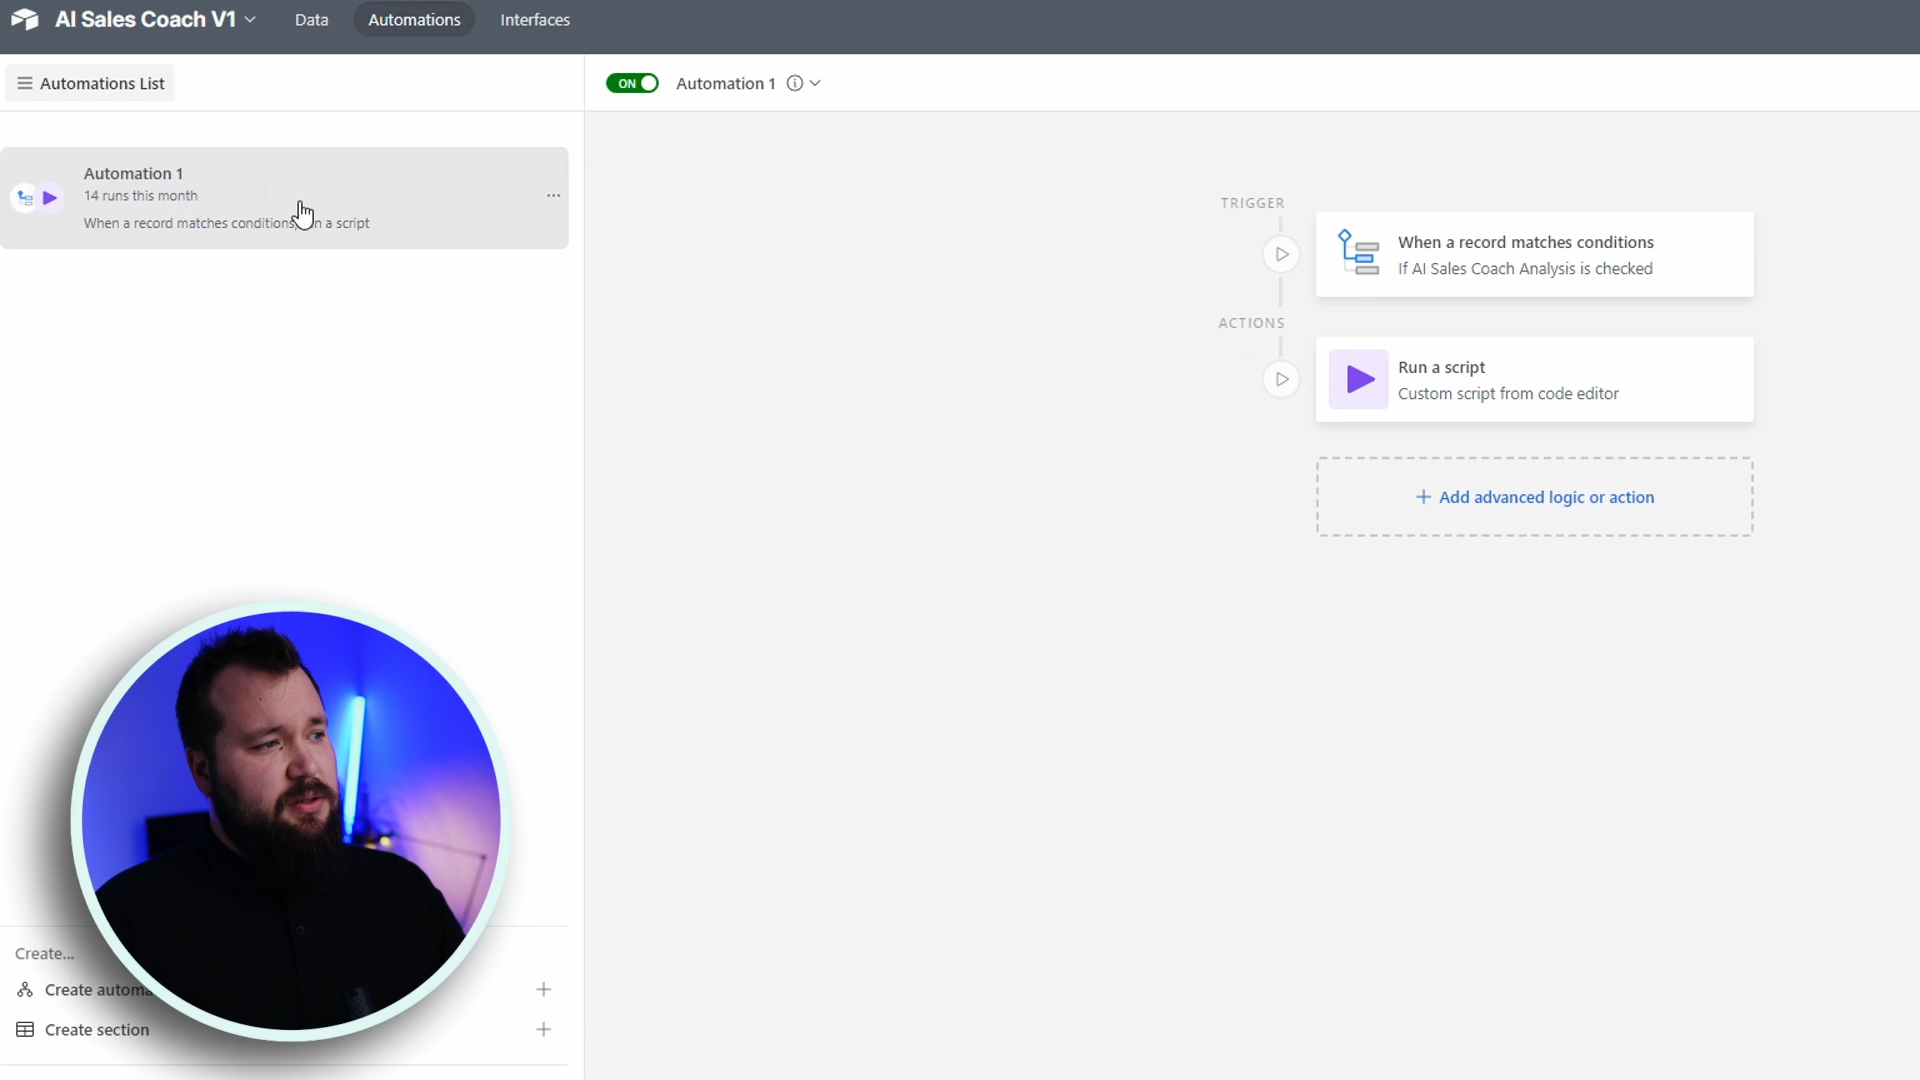 AI Sales Coach V1
Data
Automations
Interfaces
Automations List
ON
Automation 1
Automation 1
14 runs this month
When a record matches conditions, n a script
TRIGGER
When a record matches conditions
If AI Sales Coach Analysis is checked
ACTIONS
Run a script
Custom script from code editor
+ Add advanced logic or action
Create...
Create automa
Create section